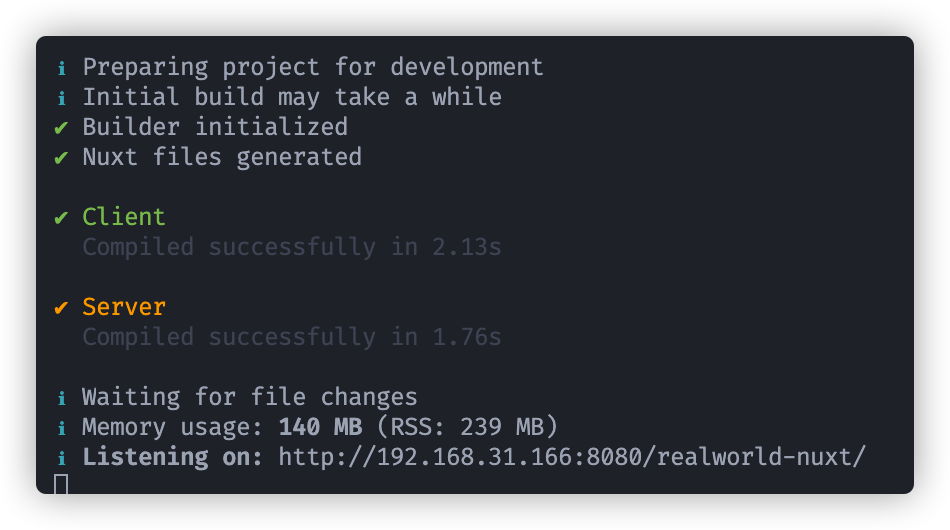 ℹ Preparing project for development
ℹ Initial build may take a while
✔ Builder initialized
✔ Nuxt files generated
✔ Client
Compiled successfully in 2.13s
✔ Server
Compiled successfully in 1.76s
ℹ Waiting for file changes
ℹ Memory usage: 140 MB (RSS: 239 MB)
ℹ Listening on: http://192.168.31.166:8080/realworld-nuxt/